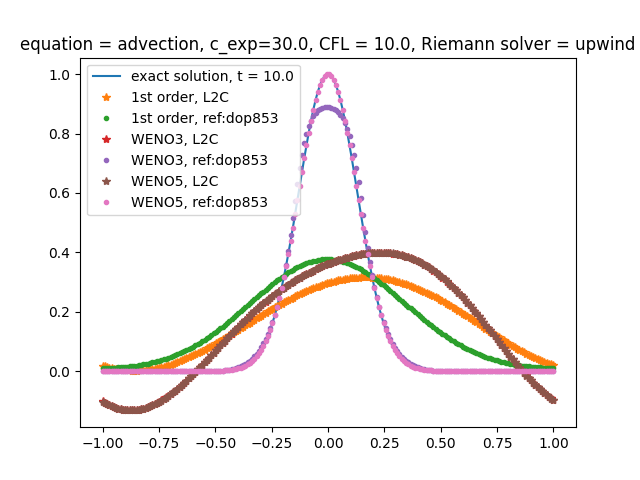 equation = advection, c_exp=30.0, CFL = 10.0, Riemann solver = upwind
exact solution, t = 10.0
1st order, L2C
1st order, ref:dop853
WENO3, L2C
WENO3, ref:dop853
WENO5, L2C
WENO5, ref:dop853
1.0
0.8
0.6
0.4
0.2
0.0
−1.00 −0.75 −0.50 −0.25 0.00 0.25 0.50 0.75 1.00